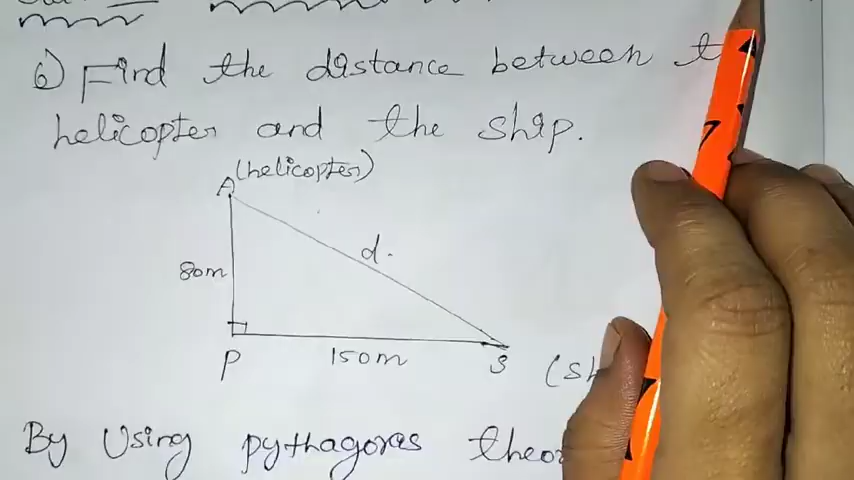 6) Find the distance between
helicopter and the ship.
A (helicopter)
d.
80m
P 150m S
By Using pythagoras